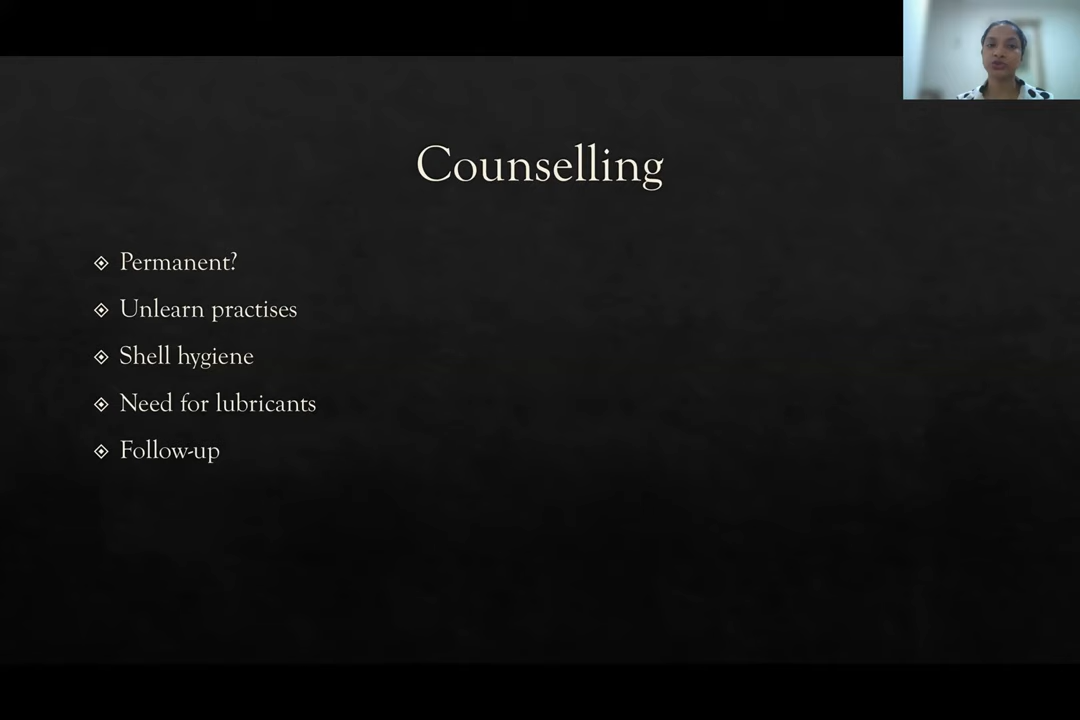 Counselling
Permanent?
Unlearn practises
Shell hygiene
Need for lubricants
Follow-up